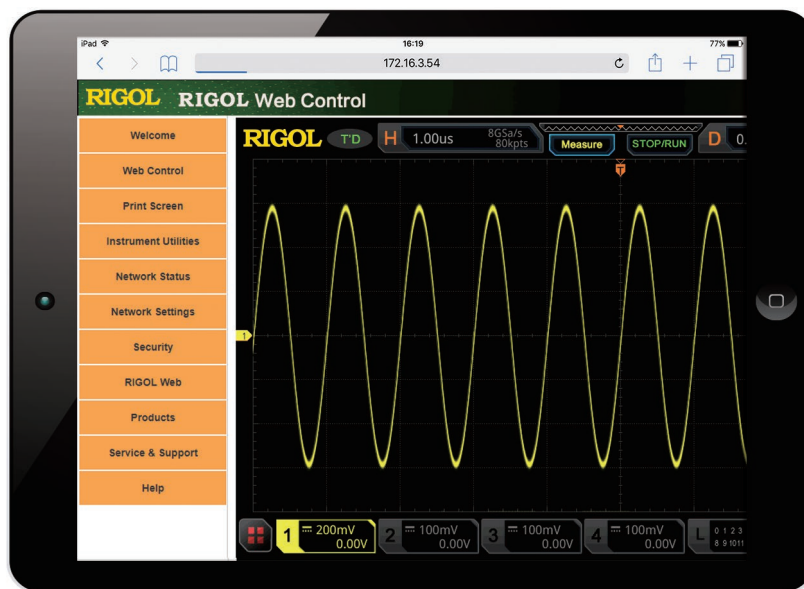 iPad 16:19 77%
172.16.3.54
RIGOL RIGOL Web Control
Welcome
Web Control
Print Screen
Instrument Utilities
Network Status
Network Settings
Security
RIGOL Web
Products
Service & Support
Help
RIGOL T'D H 1.00us 8GSa/s 80kpts Measure STOP/RUN D 0.
T
1
1 200mV 0.00V
2 100mV 0.00V
3 100mV 0.00V
4 100mV 0.00V
L 0 1 2 3
8 9 1011